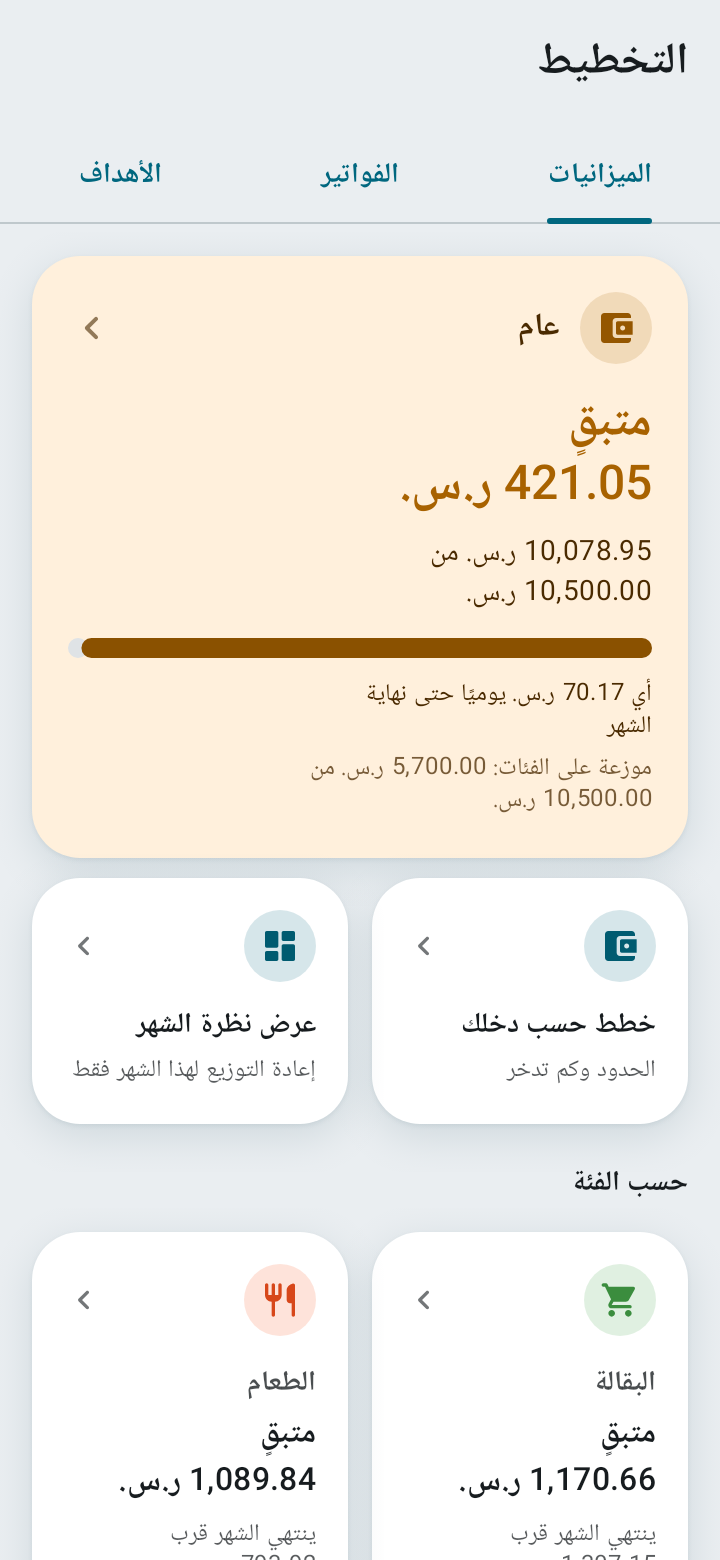 التخطيط
الميزانيات
الفواتير
الأهداف
عام
متبقٍ
421.05 ر.س.
10,078.95 ر.س. من
10,500.00 ر.س.
أي 70.17 ر.س. يوميًا حتى نهاية
الشهر
موزعة على الفئات: 5,700.00 ر.س. من
10,500.00 ر.س.
خطط حسب دخلك
الحدود وكم تدخر
عرض نظرة الشهر
إعادة التوزيع لهذا الشهر فقط
حسب الفئة
البقالة
متبقٍ
1,170.66 ر.س.
ينتهي الشهر قرب
الطعام
متبقٍ
1,089.84 ر.س.
ينتهي الشهر قرب